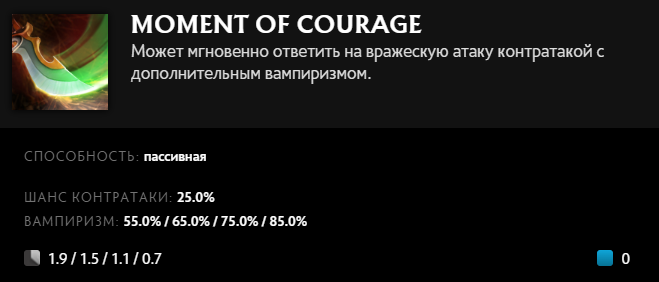 MOMENT OF COURAGE
Может мгновенно ответить на вражескую атаку контратакой с
дополнительным вампиризмом.
СПОСОБНОСТЬ: пассивная
ШАНС КОНТРАТАКИ: 25.0%
ВАМПИРИЗМ: 55.0% / 65.0% / 75.0% / 85.0%
1.9 / 1.5 / 1.1 / 0.7 0